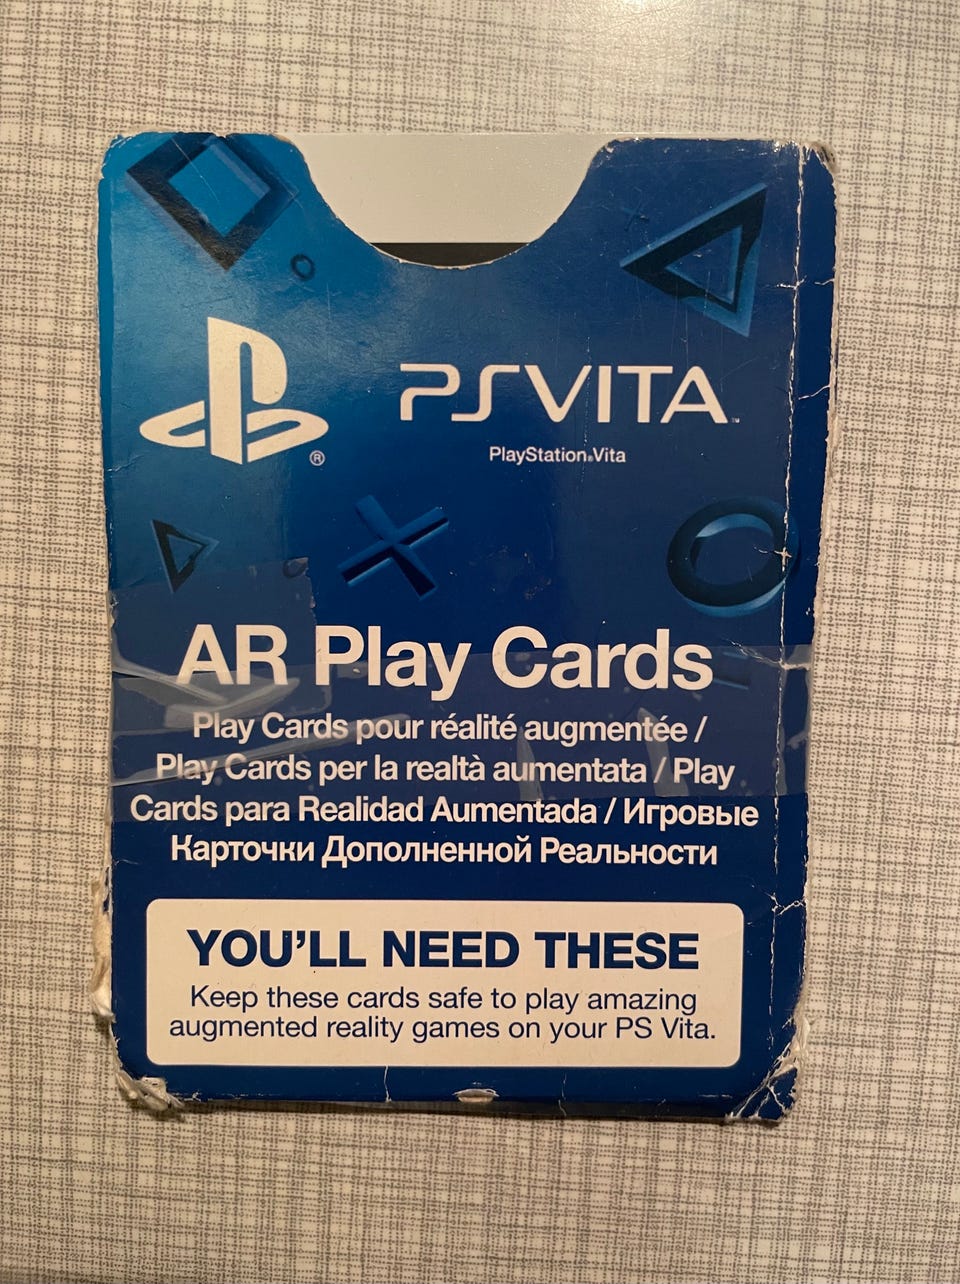 PSVITA™
PlayStation®Vita
®
AR Play Cards
Play Cards pour réalité augmentée /
Play Cards per la realtà aumentata / Play
Cards para Realidad Aumentada / Игровые
Карточки Дополненной Реальности
YOU'LL NEED THESE
Keep these cards safe to play amazing
augmented reality games on your PS Vita.